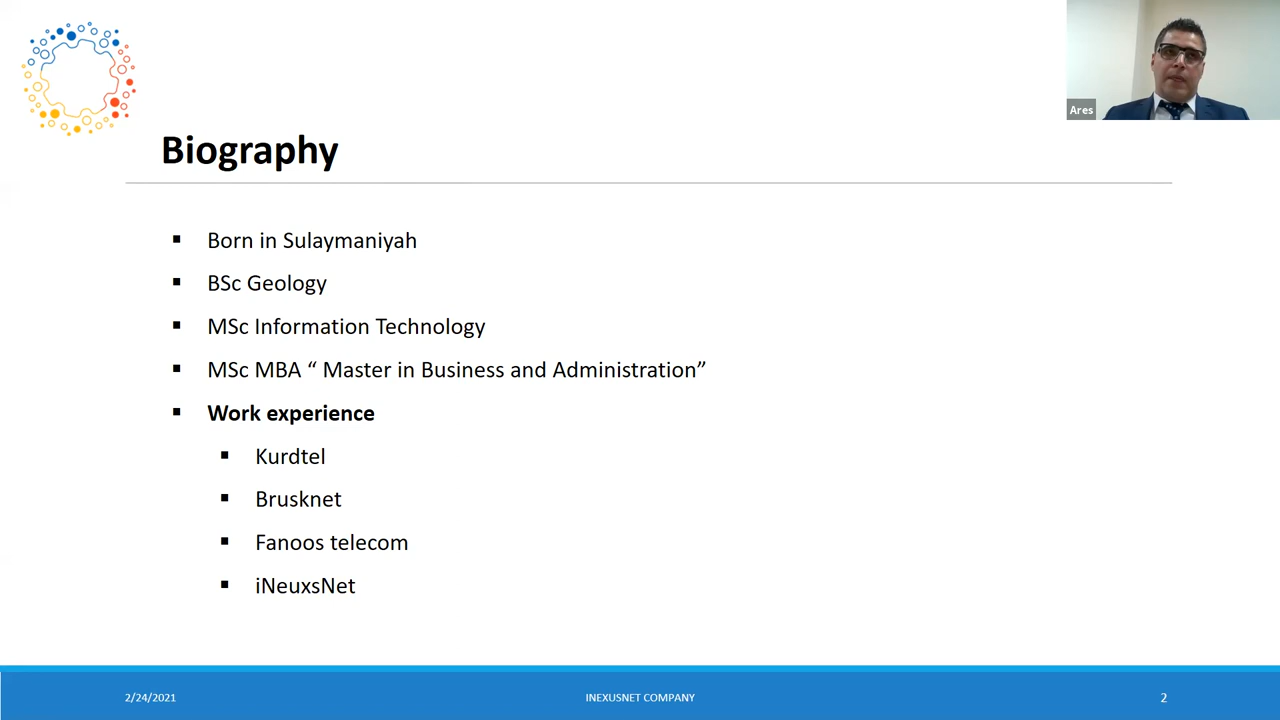 Ares
Biography
Born in Sulaymaniyah
BSc Geology
MSc Information Technology
MSc MBA “ Master in Business and Administration”
Work experience
Kurdtel
Brusknet
Fanoos telecom
iNeuxsNet
2/24/2021
INEXUSNET COMPANY
2